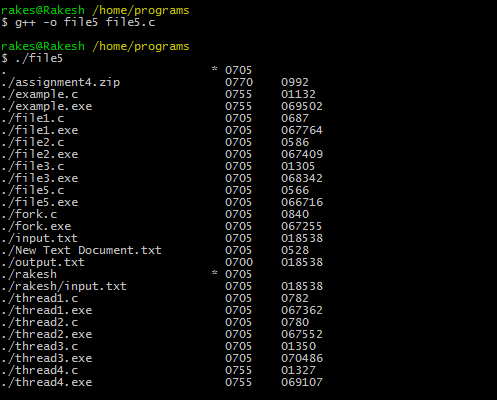 rakes@Rakesh /home/programs
$ g++ -o file5 file5.c
rakes@Rakesh /home/programs
$ ./file5
. * 0705
./assignment4.zip 0770 0992
./example.c 0755 01132
./example.exe 0755 069502
./file1.c 0705 0687
./file1.exe 0705 067764
./file2.c 0705 0586
./file2.exe 0705 067409
./file3.c 0705 01305
./file3.exe 0705 068342
./file5.c 0705 0566
./file5.exe 0705 066716
./fork.c 0705 0840
./fork.exe 0705 067255
./input.txt 0705 018538
./New Text Document.txt 0705 0528
./output.txt 0700 018538
./rakesh * 0705
./rakesh/input.txt 0705 018538
./thread1.c 0705 0782
./thread1.exe 0705 067362
./thread2.c 0705 0780
./thread2.exe 0705 067552
./thread3.c 0705 01350
./thread3.exe 0705 070486
./thread4.c 0755 01327
./thread4.exe 0755 069107